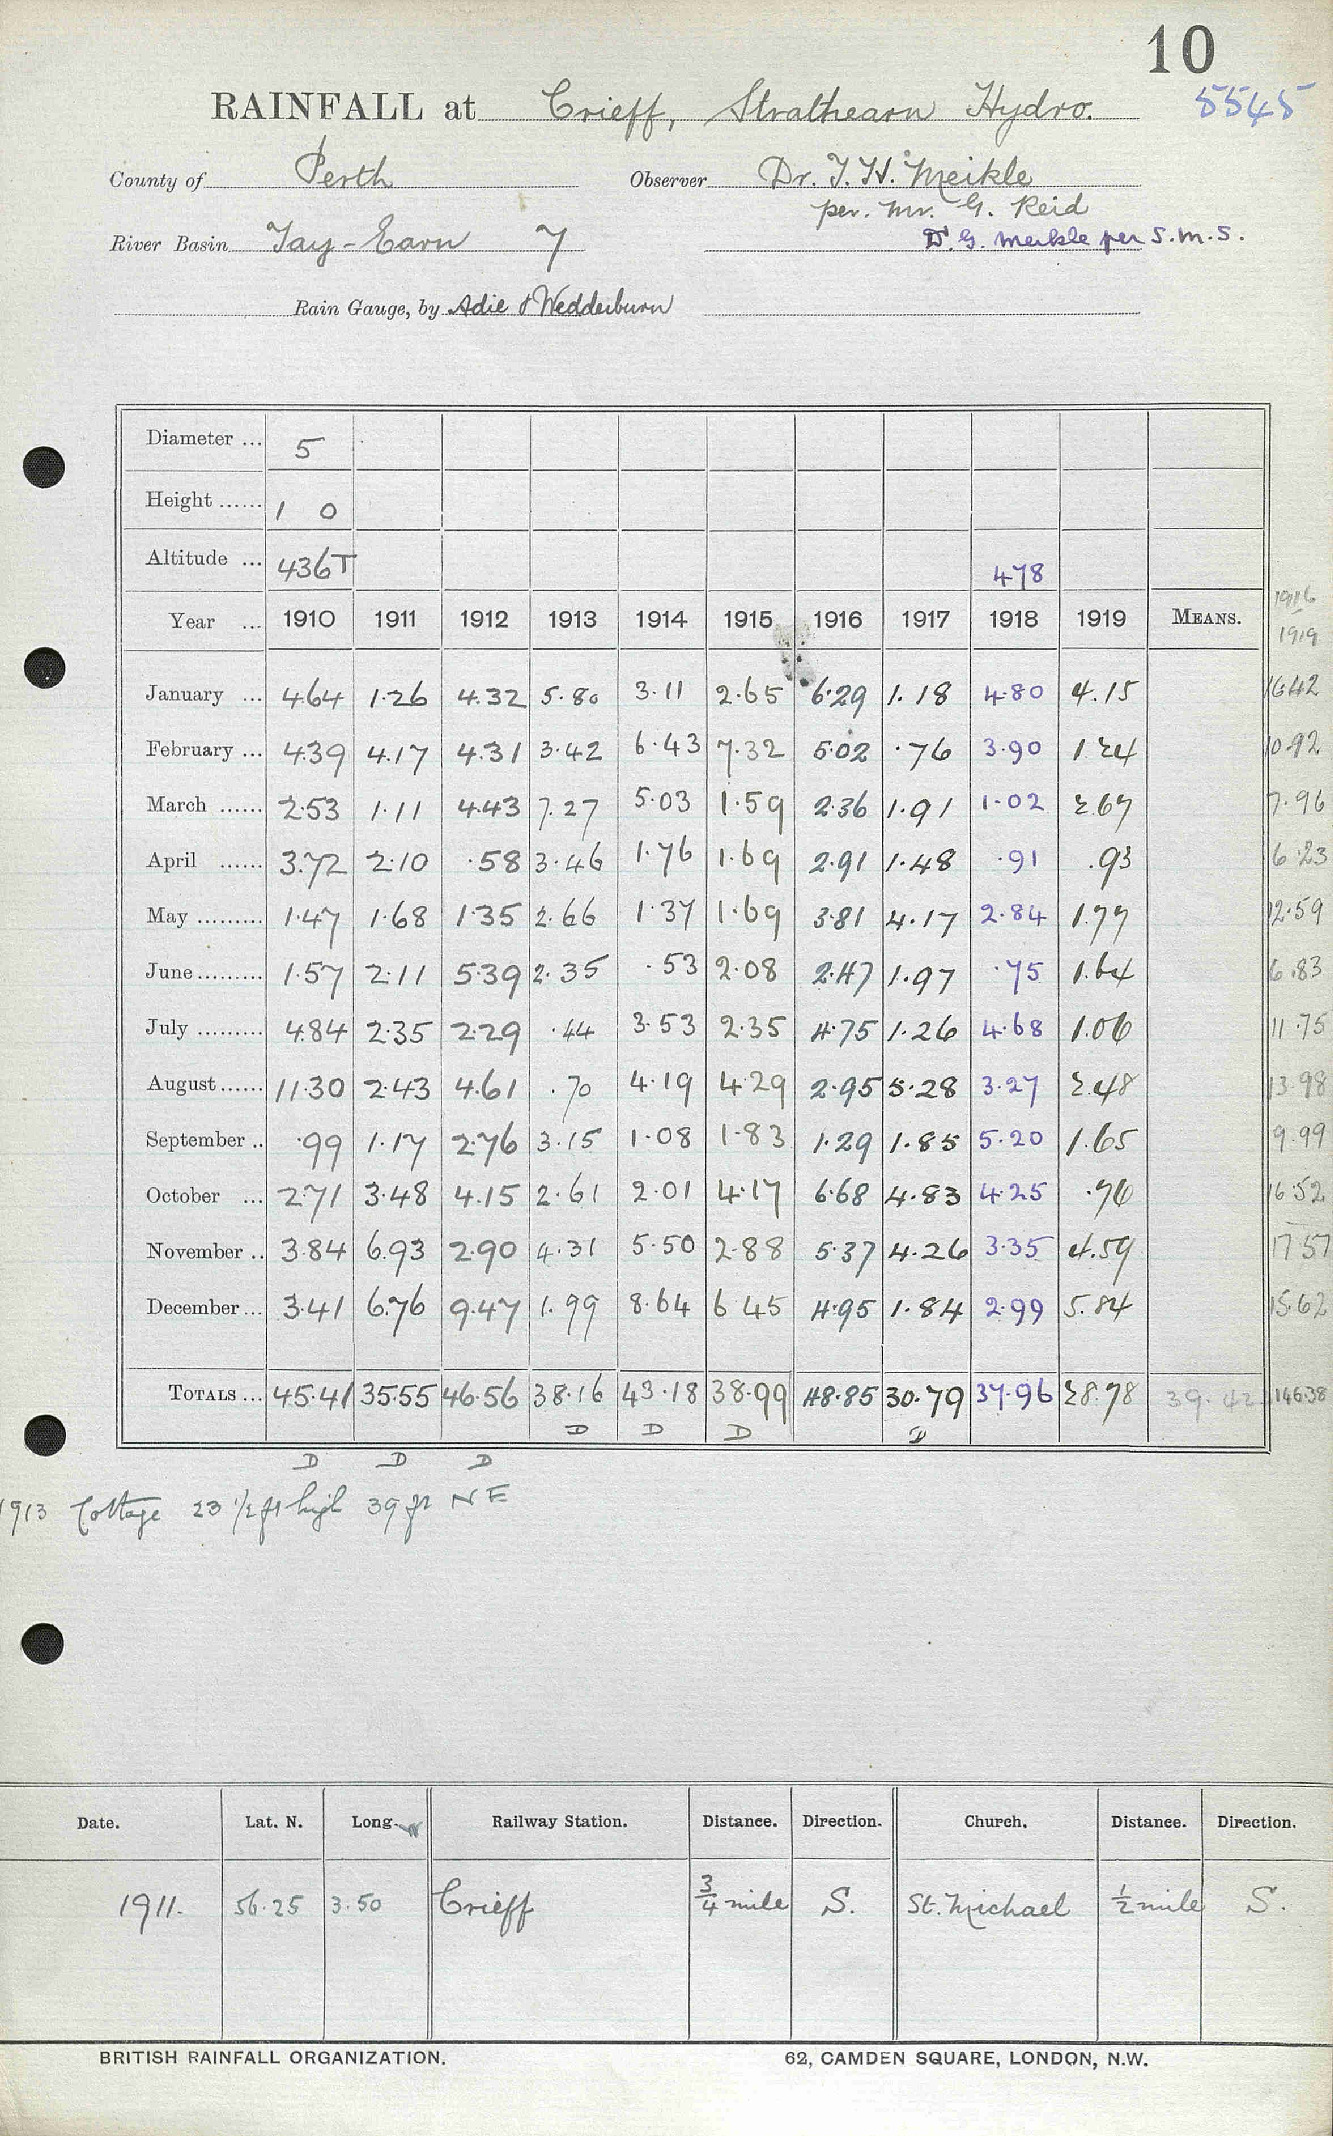 10
RAINFALL at Crieff, Strathearn Hydro. 5545
County of Perth Observer Dr. T. H. Meikle
per. Mr. G. Reid
River Basin Tay-Earn 7 Dr. G. Meikle per S.M.S.
Rain Gauge, by Adie & Wedderburn
Diameter ... 5
Height ...... 1 0
Altitude ... 436T 478
1916
Year ... 1910 1911 1912 1913 1914 1915 1916 1917 1918 1919 MEANS. 1919
January ... 4.64 1.26 4.32 5.80 3.11 2.65 6.29 1.18 4.80 4.15 16.42
February ... 4.39 4.17 4.31 3.42 6.43 7.32 5.02 .76 3.90 1.24 10.92
March ...... 2.53 1.11 4.43 7.27 5.03 1.59 2.36 1.91 1.02 2.67 7.96
April ...... 3.72 2.10 .58 3.46 1.76 1.69 2.91 1.48 .91 .93 6.23
May ......... 1.47 1.68 1.35 2.66 1.37 1.69 3.81 4.17 2.84 1.77 12.59
June ......... 1.57 2.11 5.39 2.35 .53 2.08 2.47 1.97 .75 1.64 6.83
July ......... 4.84 2.35 2.29 .44 3.53 2.35 4.75 1.26 4.68 1.06 11.75
August ...... 11.30 2.43 4.61 .70 4.19 4.29 2.95 5.28 3.27 2.48 13.98
September .. .99 1.17 2.76 3.15 1.08 1.83 1.29 1.85 5.20 1.65 9.99
October ... 2.71 3.48 4.15 2.61 2.01 4.17 6.68 4.83 4.25 .76 16.52
November .. 3.84 6.93 2.90 4.31 5.50 2.88 5.37 4.26 3.35 4.59 17.57
December ... 3.41 6.76 9.47 1.99 8.64 6.45 4.95 1.84 2.99 5.84 15.62
TOTALS ... 45.41 35.55 46.56 38.16 43.18 38.99 48.85 30.79 37.96 28.78 39.42 146.38
D D D D
D D D
1913 Cottage 23 1/2 ft high 39 ft NE
Date. Lat. N. Long. W Railway Station. Distance. Direction. Church. Distance. Direction.
1911. 56.25 3.50 Crieff 3/4 mile S. St. Michael 1/2 mile S.
BRITISH RAINFALL ORGANIZATION. 62, CAMDEN SQUARE, LONDON, N.W.